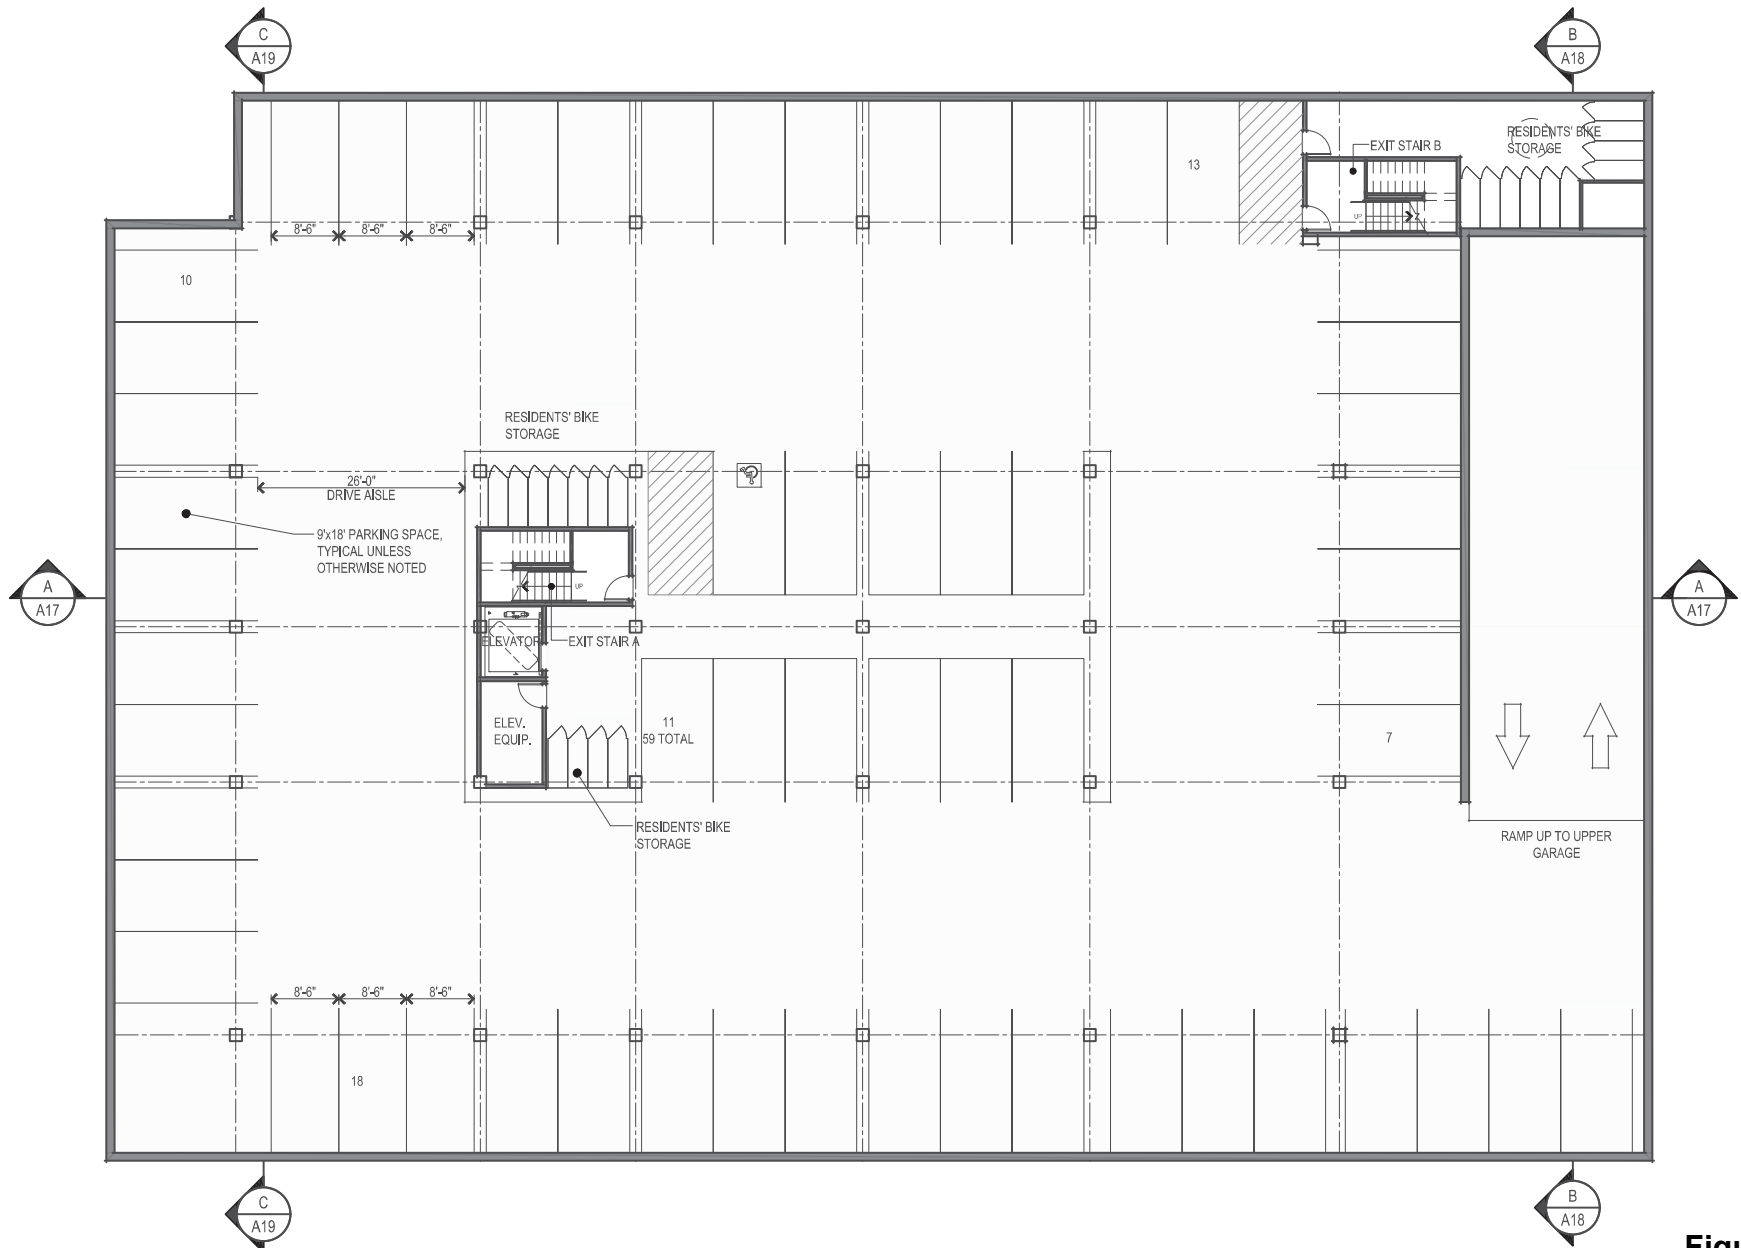 C
A19
B
A18
13
EXIT STAIR B
RESIDENTS' BIKE
STORAGE
UP
8'-6"
8'-6"
8'-6"
10
RESIDENTS' BIKE
STORAGE
26'-0"
DRIVE AISLE
9'x18' PARKING SPACE,
TYPICAL UNLESS
OTHERWISE NOTED
UP
A
A17
A
A17
ELEVATOR
EXIT STAIR A
ELEV.
EQUIP.
11
59 TOTAL
7
RESIDENTS' BIKE
STORAGE
RAMP UP TO UPPER
GARAGE
8'-6"
8'-6"
8'-6"
18
C
A19
B
A18